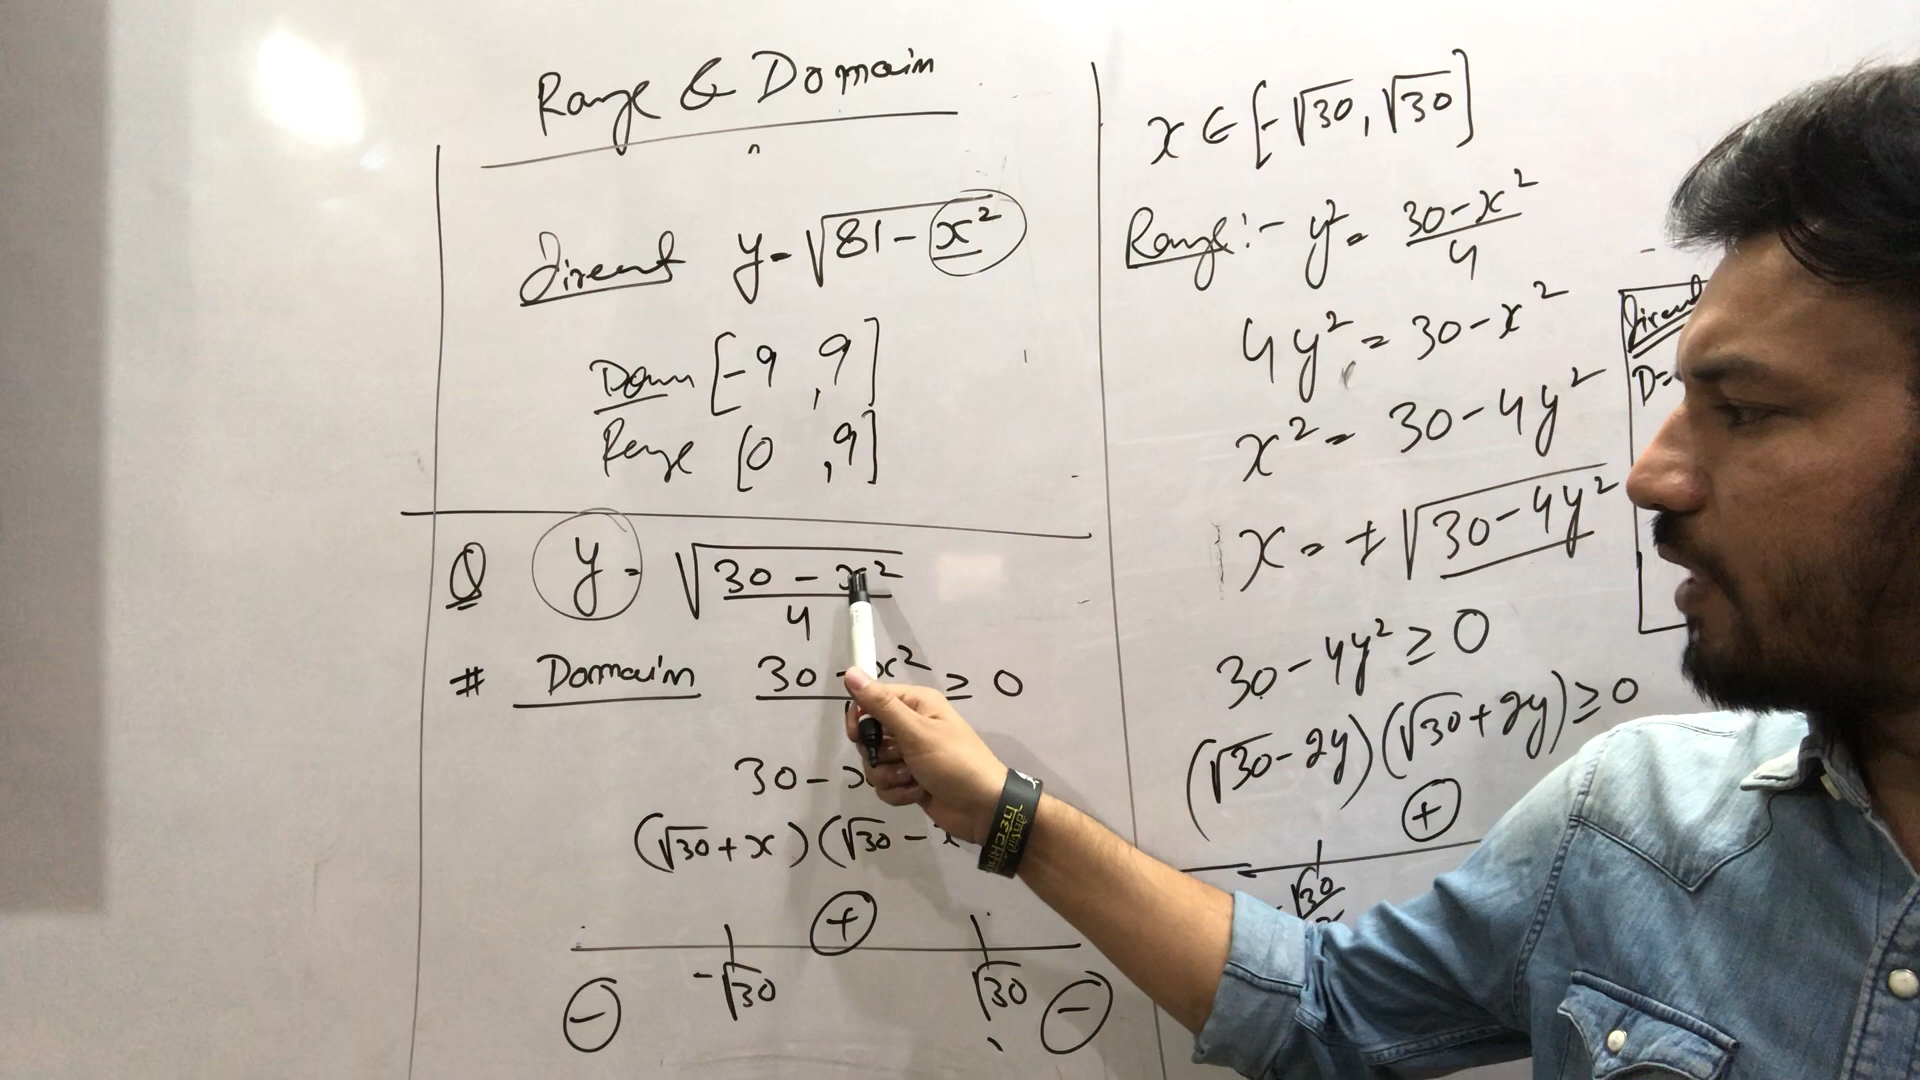 Range & Domain
Direct y = √81 - x²
Dom [-9, 9]
Range [0, 9]
Q y = √30 - x²
4
# Domain 30 - x² ≥ 0
30 - x
(√30 + x)(√30 -
+
-√30 √30
- -
x ∈ [-√30, √30]
Range :- y² = 30 - x²
4
4y² = 30 - x²
x² = 30 - 4y²
x = ± √30 - 4y²
30 - 4y² ≥ 0
(√30 - 2y)(√30 + 2y) ≥ 0
+
-√30
Direct
D=